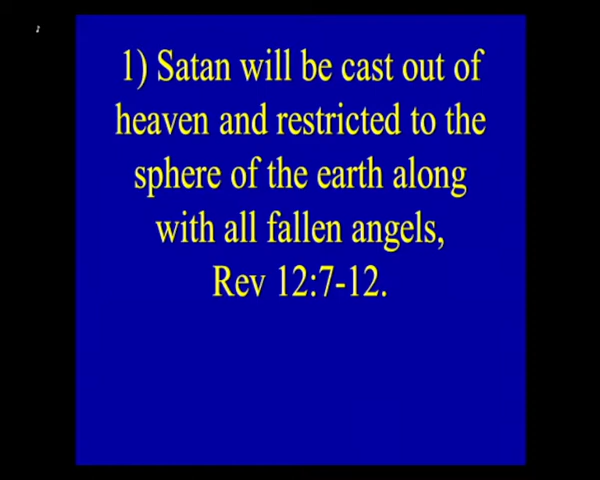 1) Satan will be cast out of
heaven and restricted to the
sphere of the earth along
with all fallen angels,
Rev 12:7-12.